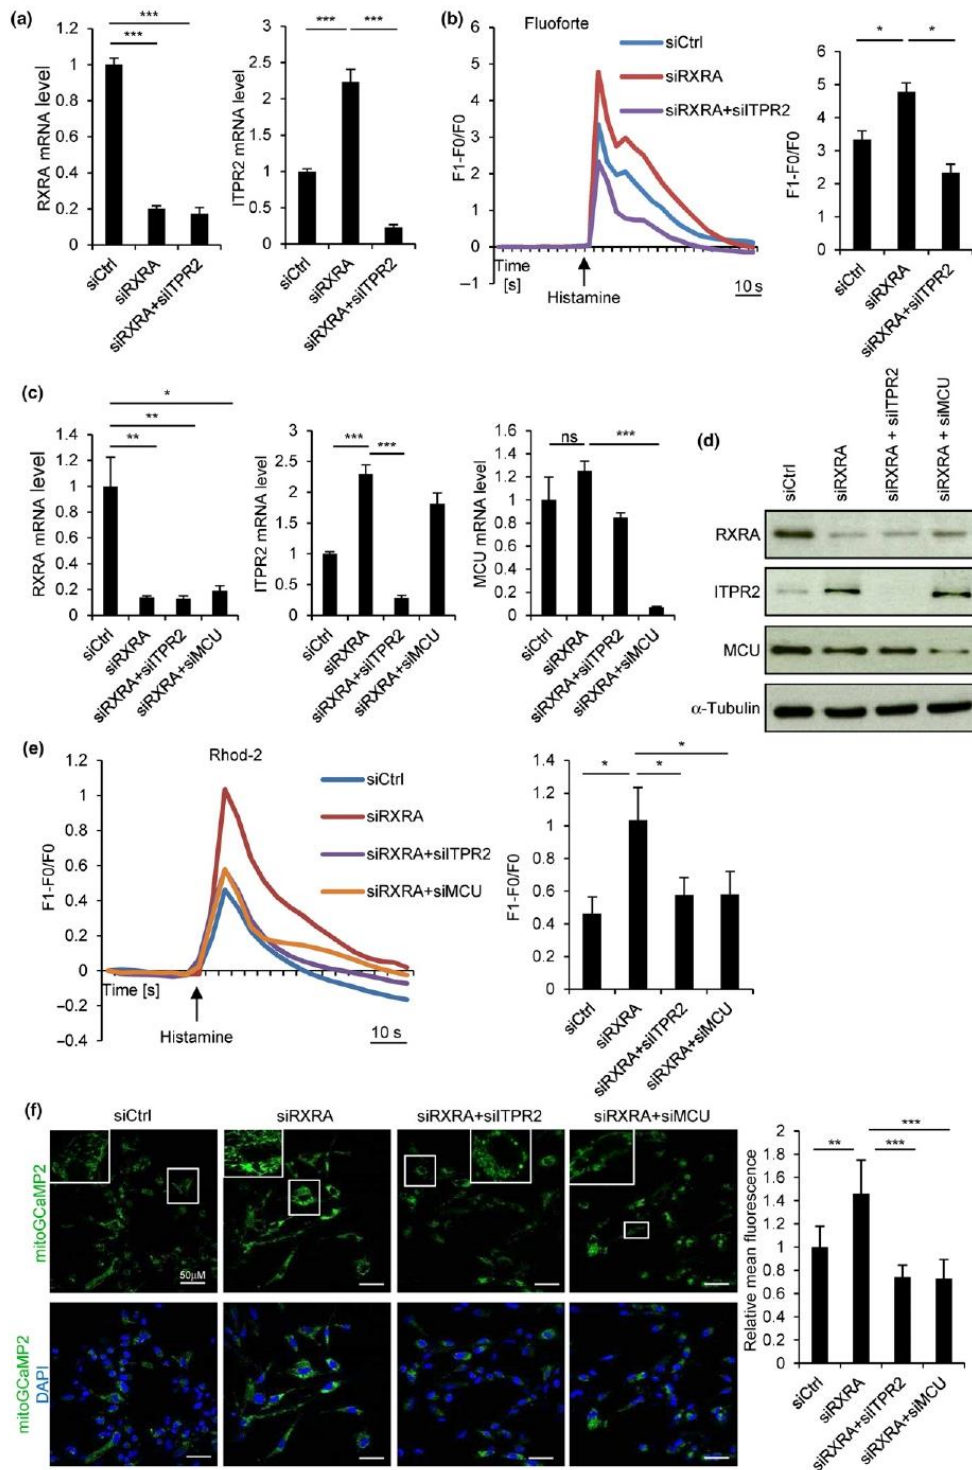 (a)
RXRA mRNA level
1.2
1
0.8
0.6
0.4
0.2
0
***
***
siCtrl
siRXRA
siRXRA+siITPR2
ITPR2 mRNA level
3
2.5
2
1.5
1
0.5
0
***
***
siCtrl
siRXRA
siRXRA+siITPR2
(b)
Fluoforte
F1-F0/F0
6
5
4
3
2
1
0
–1
siCtrl
siRXRA
siRXRA+siITPR2
Time
[s]
Histamine
10 s
F1-F0/F0
6
5
4
3
2
1
0
*
*
siCtrl
siRXRA
siRXRA+siITPR2
(c)
RXRA mRNA level
1.4
1.2
1
0.8
0.6
0.4
0.2
0
*
**
**
siCtrl
siRXRA
siRXRA+siITPR2
siRXRA+siMCU
ITPR2 mRNA level
3
2.5
2
1.5
1
0.5
0
***
***
siCtrl
siRXRA
siRXRA+siITPR2
siRXRA+siMCU
MCU mRNA level
1.8
1.6
1.4
1.2
1
0.8
0.6
0.4
0.2
0
ns
***
siCtrl
siRXRA
siRXRA+siITPR2
siRXRA+siMCU
(d)
siCtrl
siRXRA
siRXRA + siITPR2
siRXRA + siMCU
RXRA
ITPR2
MCU
α-Tubulin
(e)
Rhod-2
F1-F0/F0
1.2
1
0.8
0.6
0.4
0.2
0
–0.2
–0.4
siCtrl
siRXRA
siRXRA+siITPR2
siRXRA+siMCU
Time [s]
Histamine
10 s
F1-F0/F0
1.4
1.2
1
0.8
0.6
0.4
0.2
0
*
*
*
siCtrl
siRXRA
siRXRA+siITPR2
siRXRA+siMCU
(f)
siCtrl
siRXRA
siRXRA+siITPR2
siRXRA+siMCU
mitoGCaMP2
50μM
mitoGCaMP2
DAPI
Relative mean fluorescence
2
1.8
1.6
1.4
1.2
1
0.8
0.6
0.4
0.2
0
**
***
***
siCtrl
siRXRA
siRXRA+siITPR2
siRXRA+siMCU